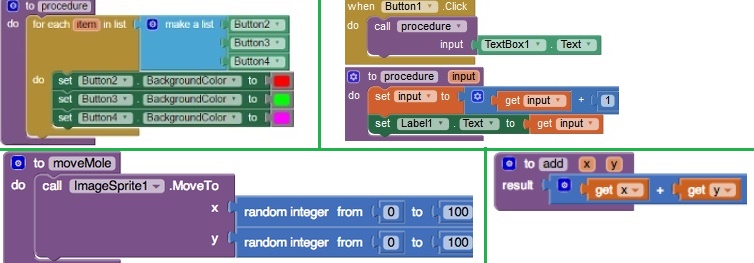 to procedure
do for each item in list make a list Button2
Button3
Button4
do set Button2 . BackgroundColor to
set Button3 . BackgroundColor to
set Button4 . BackgroundColor to
when Button1 .Click
do call procedure
input TextBox1 . Text
to procedure input
do set input to get input + 1
set Label1 . Text to get input
to moveMole
do call ImageSprite1 .MoveTo
x random integer from 0 to 100
y random integer from 0 to 100
to add x y
result get x + get y